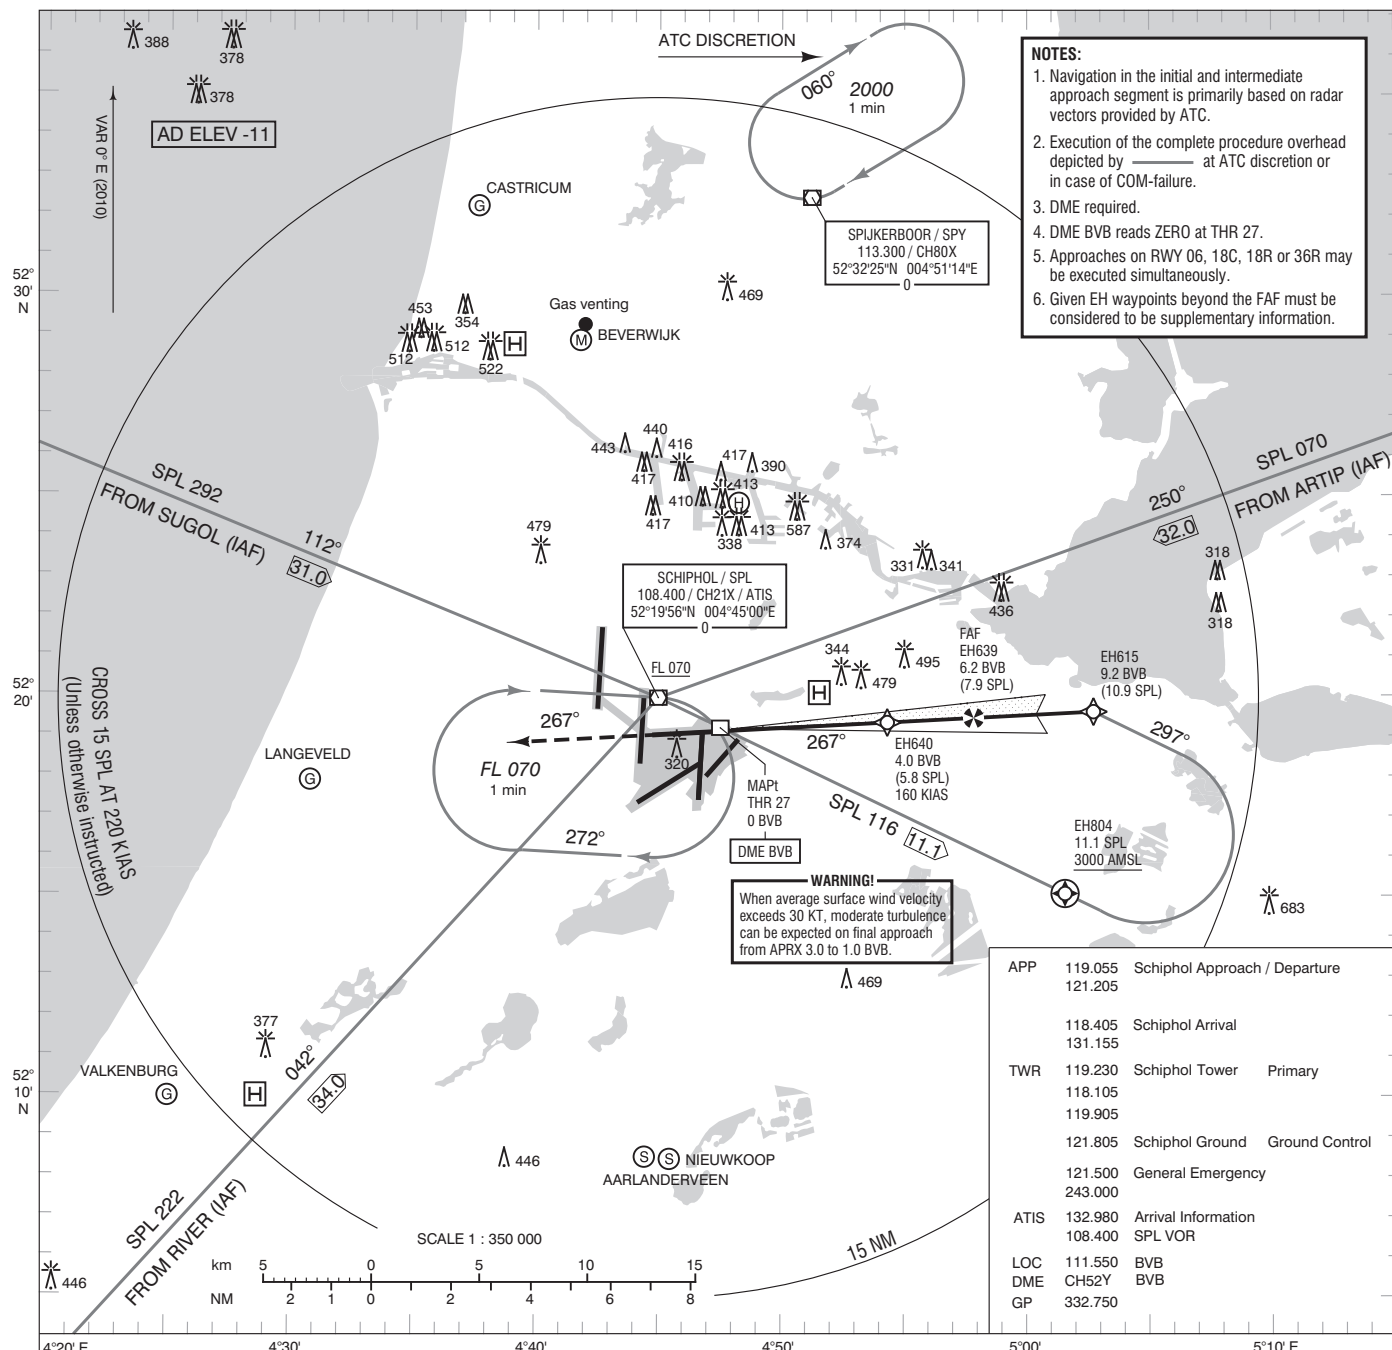 388
378
378
AD ELEV -11
VAR 0° E (2010)
ATC DISCRETION
060°
2000
1 min
NOTES:
1. Navigation in the initial and intermediate
approach segment is primarily based on radar
vectors provided by ATC.
2. Execution of the complete procedure overhead
depicted by at ATC discretion or
in case of COM-failure.
3. DME required.
4. DME BVB reads ZERO at THR 27.
5. Approaches on RWY 06, 18C, 18R or 36R may
be executed simultaneously.
6. Given EH waypoints beyond the FAF must be
considered to be supplementary information.
G
CASTRICUM
SPIJKERBOOR / SPY
113.300 / CH80X
52°32'25"N 004°51'14"E
0
52°
30'
N
469
453
354
512
512
522
H
Gas venting
M
BEVERWIJK
443
440
416
417
417
390
413
410
H
417
338
413
587
374
331
341
436
318
318
479
SPL 292
FROM SUGOL (IAF)
112°
31.0
SPL 070
FROM ARTIP (IAF)
250°
32.0
SCHIPHOL / SPL
108.400 / CH21X / ATIS
52°19'56"N 004°45'00"E
0
FL 070
344
479
495
H
FAF
EH639
6.2 BVB
(7.9 SPL)
EH615
9.2 BVB
(10.9 SPL)
52°
20'
267°
267°
297°
320
FL 070
1 min
272°
EH640
4.0 BVB
(5.8 SPL)
160 KIAS
MAPt
THR 27
0 BVB
DME BVB
SPL 116
11.1
EH804
11.1 SPL
3000 AMSL
LANGEVELD
G
CROSS 15 SPL AT 220 KIAS
(Unless otherwise instructed)
WARNING!
When average surface wind velocity
exceeds 30 KT, moderate turbulence
can be expected on final approach
from APRX 3.0 to 1.0 BVB.
683
469
377
VALKENBURG
G
H
52°
10'
N
042°
34.0
SPL 222
FROM RIVER (IAF)
446
446
S
S
NIEUWKOOP
AARLANDERVEEN
15 NM
SCALE 1 : 350 000
km 5 0 5 10 15
NM 2 1 0 2 4 6 8
APP 119.055 Schiphol Approach / Departure
121.205
118.405 Schiphol Arrival
131.155
TWR 119.230 Schiphol Tower Primary
118.105
119.905
121.805 Schiphol Ground Ground Control
121.500 General Emergency
243.000
ATIS 132.980 Arrival Information
108.400 SPL VOR
LOC 111.550 BVB
DME CH52Y BVB
GP 332.750
4°20' E 4°30' 4°40' 4°50' 5°00' 5°10' E